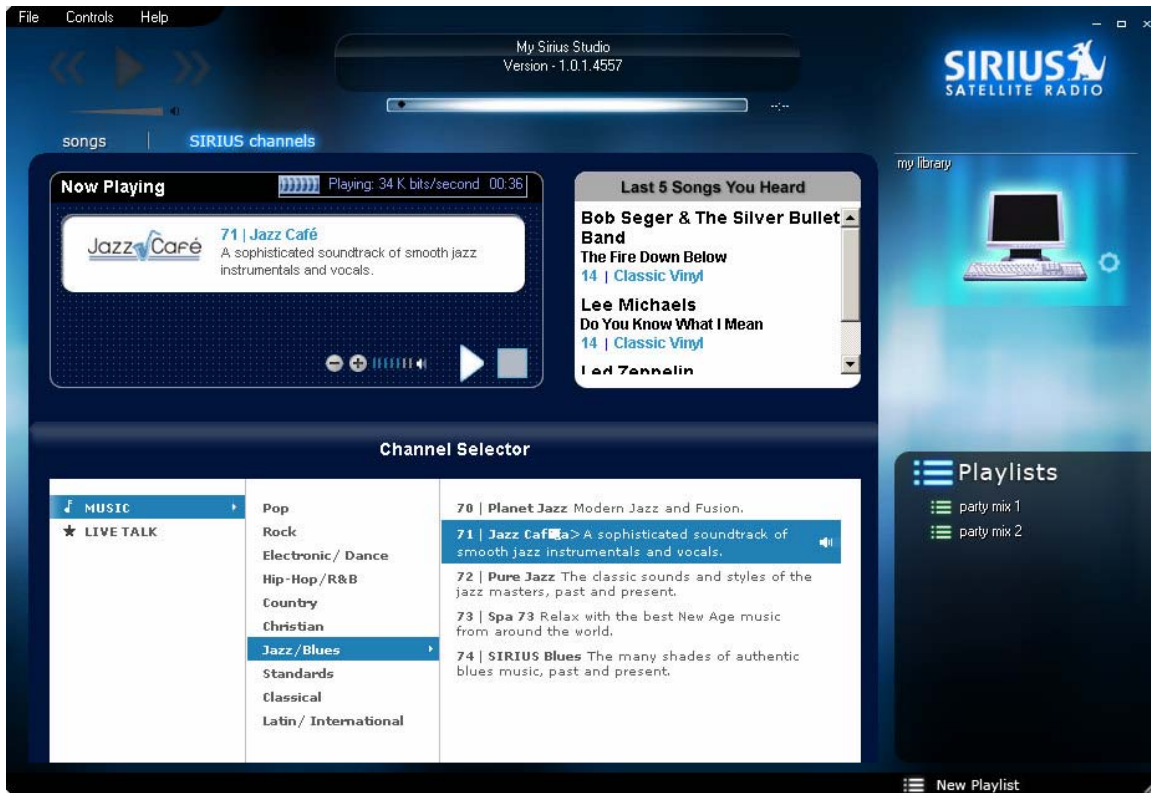 File Controls Help
My Sirius Studio
Version - 1.0.1.4557
--:--
SIRIUS
SATELLITE RADIO
songs | SIRIUS channels
my library
Now Playing
Playing: 34 K bits/second 00:36
Jazz Café
71 | Jazz Café
A sophisticated soundtrack of smooth jazz
instrumentals and vocals.
Last 5 Songs You Heard
Bob Seger & The Silver Bullet
Band
The Fire Down Below
14 | Classic Vinyl
Lee Michaels
Do You Know What I Mean
14 | Classic Vinyl
Led Zeppelin
Channel Selector
MUSIC
LIVE TALK
Pop
Rock
Electronic/ Dance
Hip-Hop/R&B
Country
Christian
Jazz/Blues
Standards
Classical
Latin/ International
70 | Planet Jazz Modern Jazz and Fusion.
71 | Jazz Caf a> A sophisticated soundtrack of
smooth jazz instrumentals and vocals.
72 | Pure Jazz The classic sounds and styles of the
jazz masters, past and present.
73 | Spa 73 Relax with the best New Age music
from around the world.
74 | SIRIUS Blues The many shades of authentic
blues music, past and present.
Playlists
party mix 1
party mix 2
New Playlist